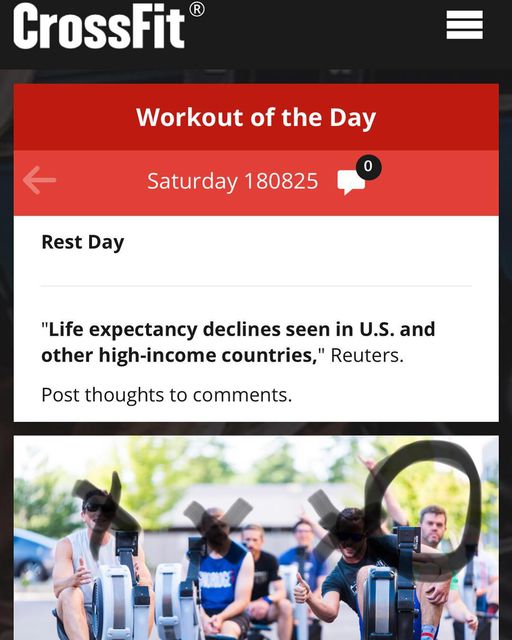 CrossFit®
Workout of the Day
Saturday 180825
0
Rest Day
"Life expectancy declines seen in U.S. and
other high-income countries," Reuters.
Post thoughts to comments.